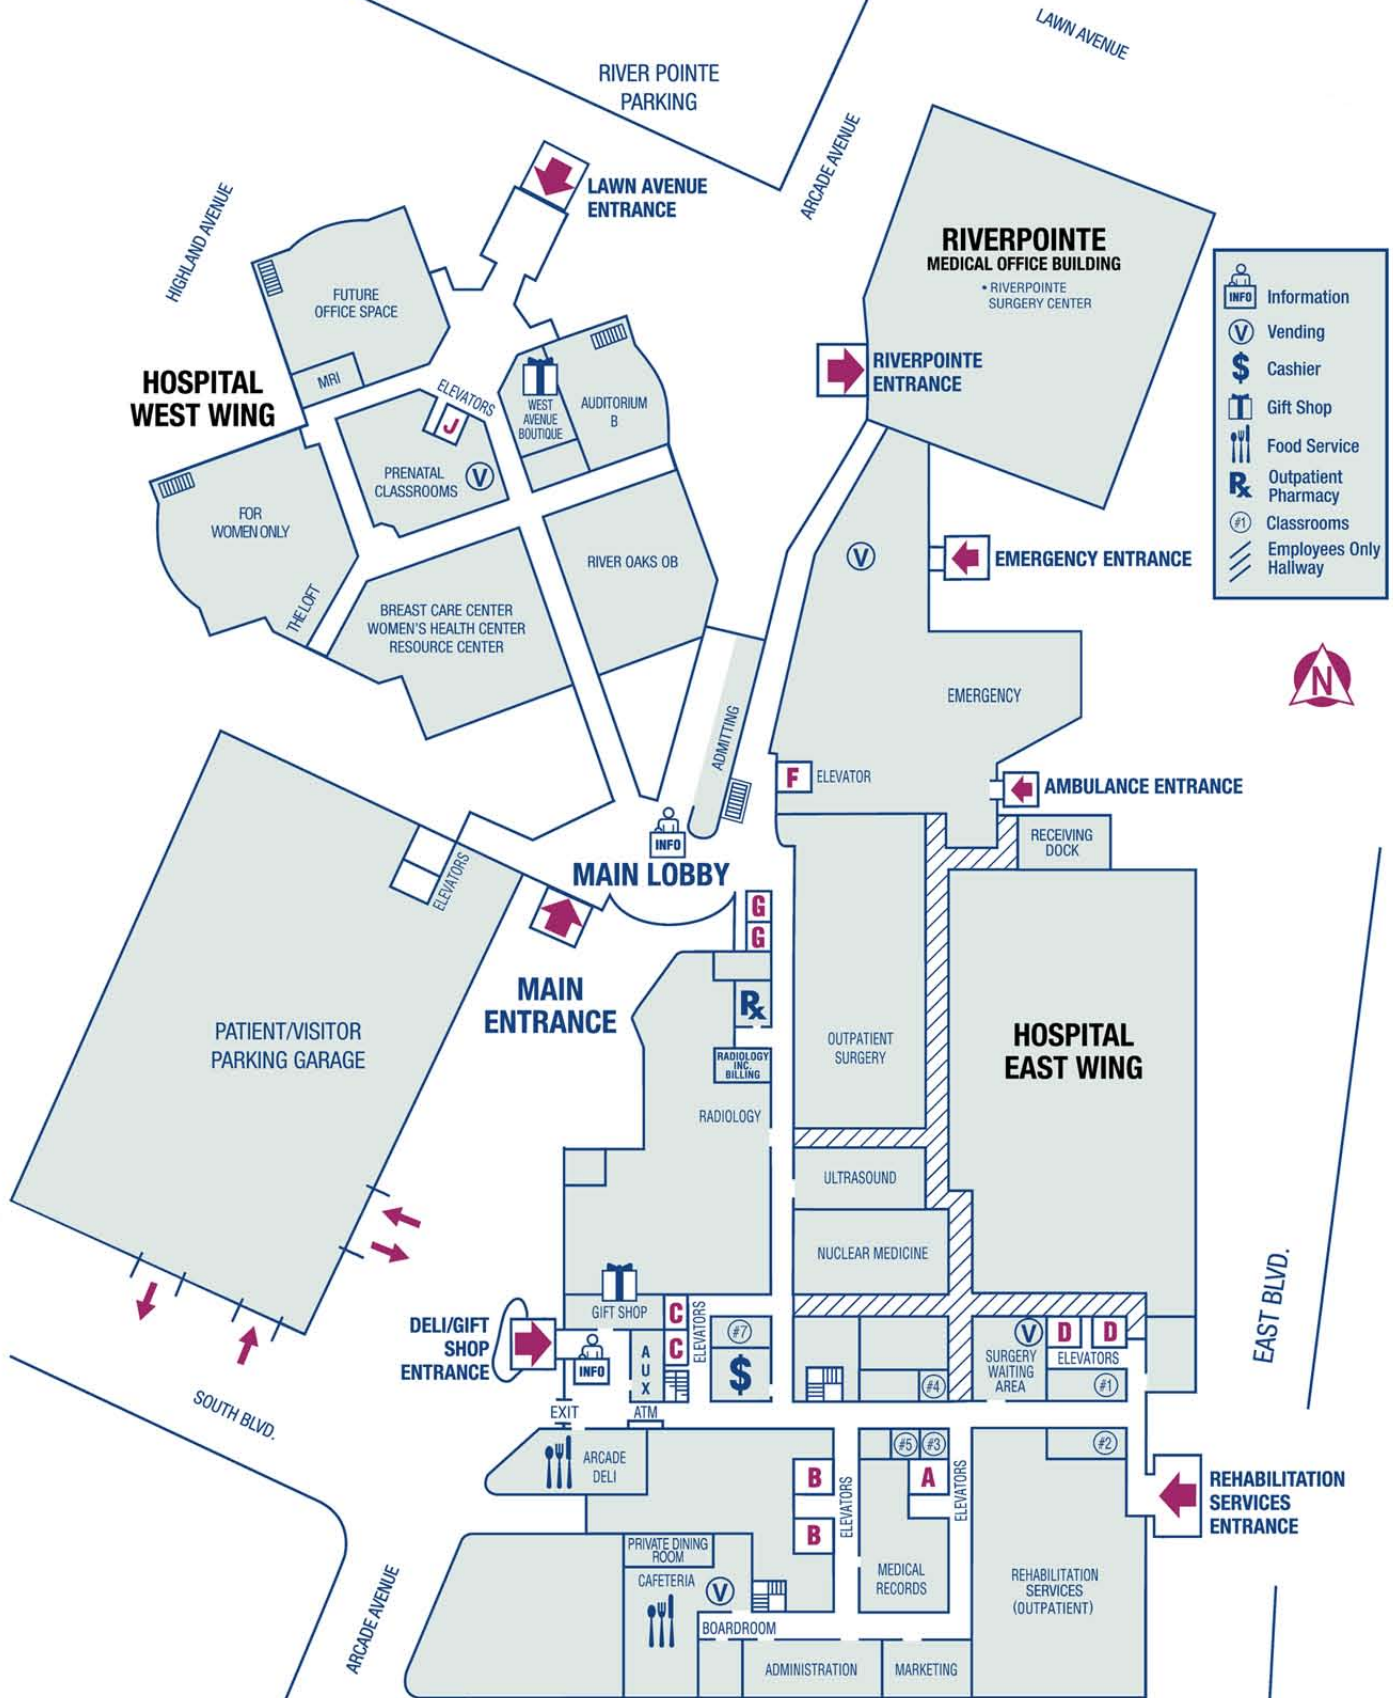 LAWN AVENUE
RIVER POINTE
PARKING
ARCADE AVENUE
LAWN AVENUE
ENTRANCE
HIGHLAND AVENUE
RIVERPOINTE
MEDICAL OFFICE BUILDING
• RIVERPOINTE
SURGERY CENTER
INFO
Information
V
Vending
$
Cashier
Gift Shop
Food Service
Rx
Outpatient
Pharmacy
#1
Classrooms
Employees Only
Hallway
FUTURE
OFFICE SPACE
MRI
HOSPITAL
WEST WING
ELEVATORS
J
WEST
AVENUE
BOUTIQUE
AUDITORIUM
B
RIVERPOINTE
ENTRANCE
PRENATAL
CLASSROOMS
V
FOR
WOMEN ONLY
RIVER OAKS OB
V
EMERGENCY ENTRANCE
THE LOFT
BREAST CARE CENTER
WOMEN'S HEALTH CENTER
RESOURCE CENTER
N
EMERGENCY
ADMITTING
F
ELEVATOR
AMBULANCE ENTRANCE
INFO
MAIN LOBBY
RECEIVING
DOCK
ELEVATORS
G
G
MAIN
ENTRANCE
Rx
PATIENT/VISITOR
PARKING GARAGE
RADIOLOGY
INC.
BILLING
OUTPATIENT
SURGERY
HOSPITAL
EAST WING
RADIOLOGY
ULTRASOUND
NUCLEAR MEDICINE
EAST BLVD.
GIFT SHOP
C
C
ELEVATORS
#7
$
DELI/GIFT
SHOP
ENTRANCE
INFO
AUX
V
D
D
ELEVATORS
SURGERY
WAITING
AREA
#4
#1
SOUTH BLVD.
EXIT
ATM
ARCADE
DELI
#5
#3
#2
B
B
ELEVATORS
A
ELEVATORS
REHABILITATION
SERVICES
ENTRANCE
PRIVATE DINING
ROOM
CAFETERIA
V
MEDICAL
RECORDS
REHABILITATION
SERVICES
(OUTPATIENT)
ARCADE AVENUE
BOARDROOM
ADMINISTRATION
MARKETING